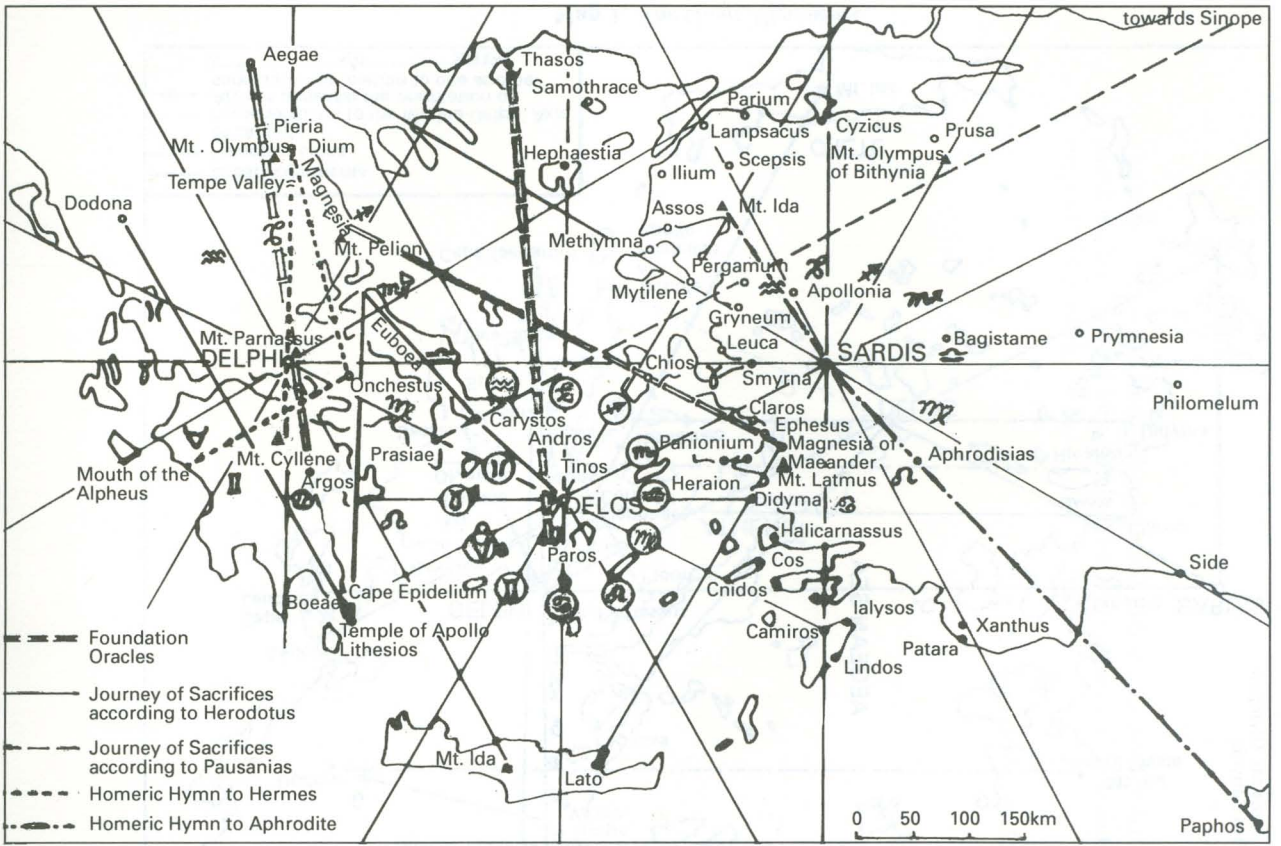 towards Sinope
Aegae
Thasos
Samothrace
Parium
Lampsacus
Cyzicus
Prusa
Pieria
Mt . Olympus
Dium
Mt. Olympus
of Bithynia
Hephaestia
Scepsis
Ilium
Tempe Valley
Magnesia
Dodona
Assos
Mt. Ida
Mt. Pelion
Methymna
Pergamum
Mytilene
Apollonia
Gryneum
Mt. Parnassus
Euboea
Leuca
Bagistame
Prymnesia
DELPHI
Chios
SARDIS
Smyrna
Onchestus
Philomelum
Carystos
Claros
Ephesus
Andros
Panionium
Magnesia of
Maeander
Aphrodisias
Mt. Cyllene
Prasiae
Tinos
Mouth of the
Alpheus
Argos
Heraion
Mt. Latmus
DELOS
Didyma
Halicarnassus
Paros
Cos
Side
Cnidos
Cape Epidelium
Boeae
Ialysos
Xanthus
Temple of Apollo
Lithesios
Camiros
Patara
Lindos
Foundation
Oracles
Journey of Sacrifices
according to Herodotus
Journey of Sacrifices
according to Pausanias
Mt. Ida
Lato
Homeric Hymn to Hermes
Homeric Hymn to Aphrodite
0 50 100 150km
Paphos